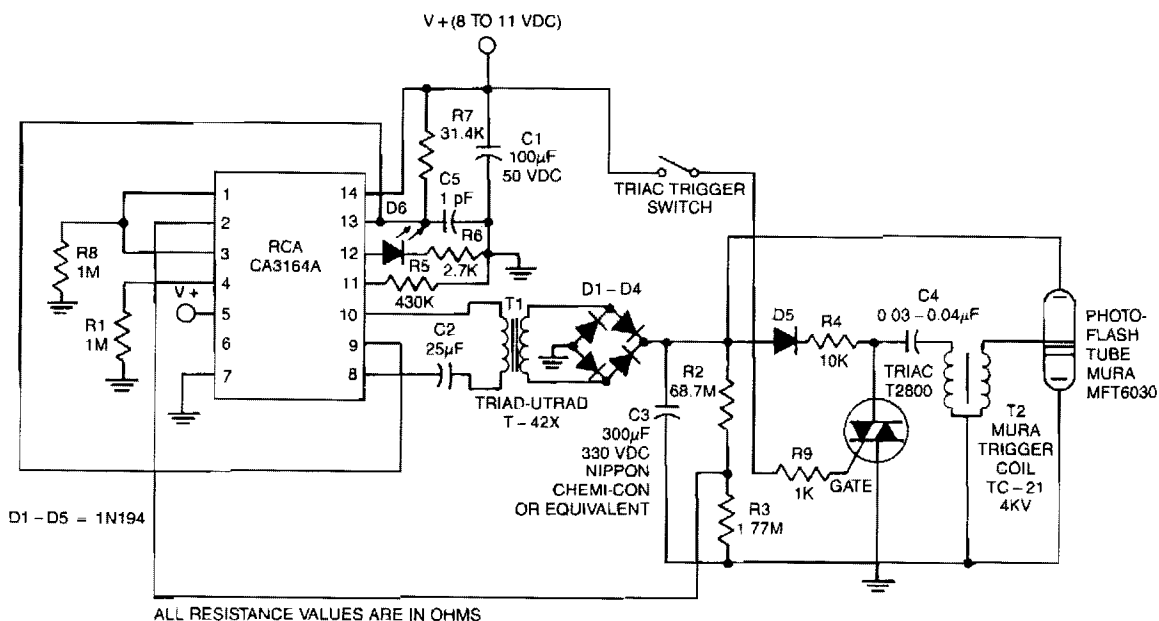 V+(8 TO 11 VDC)
R7
31.4K
C1
100µF
50 VDC
C5
1 pF
TRIAC TRIGGER
SWITCH
1
2
3
4
5
6
7
14
13
12
11
10
9
8
RCA
CA3164A
D6
R6
2.7K
R5
430K
R8
1M
V+
R1
1M
T1
D1-D4
C2
25µF
TRIAD-UTRAD
T-42X
D5
R4
10K
C4
0.03-0.04µF
TRIAC
T2800
PHOTO-
FLASH
TUBE
MURA
MFT6030
R2
68.7M
C3
300µF
330 VDC
NIPPON
CHEMI-CON
OR EQUIVALENT
T2
MURA
TRIGGER
COIL
TC-21
4KV
R9
1K
GATE
R3
1.77M
D1-D5 = 1N194
ALL RESISTANCE VALUES ARE IN OHMS